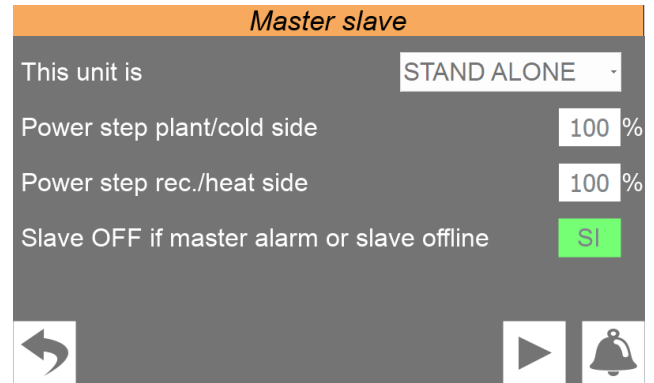 Master slave
This unit is STAND ALONE
Power step plant/cold side 100 %
Power step rec./heat side 100 %
Slave OFF if master alarm or slave offline SI